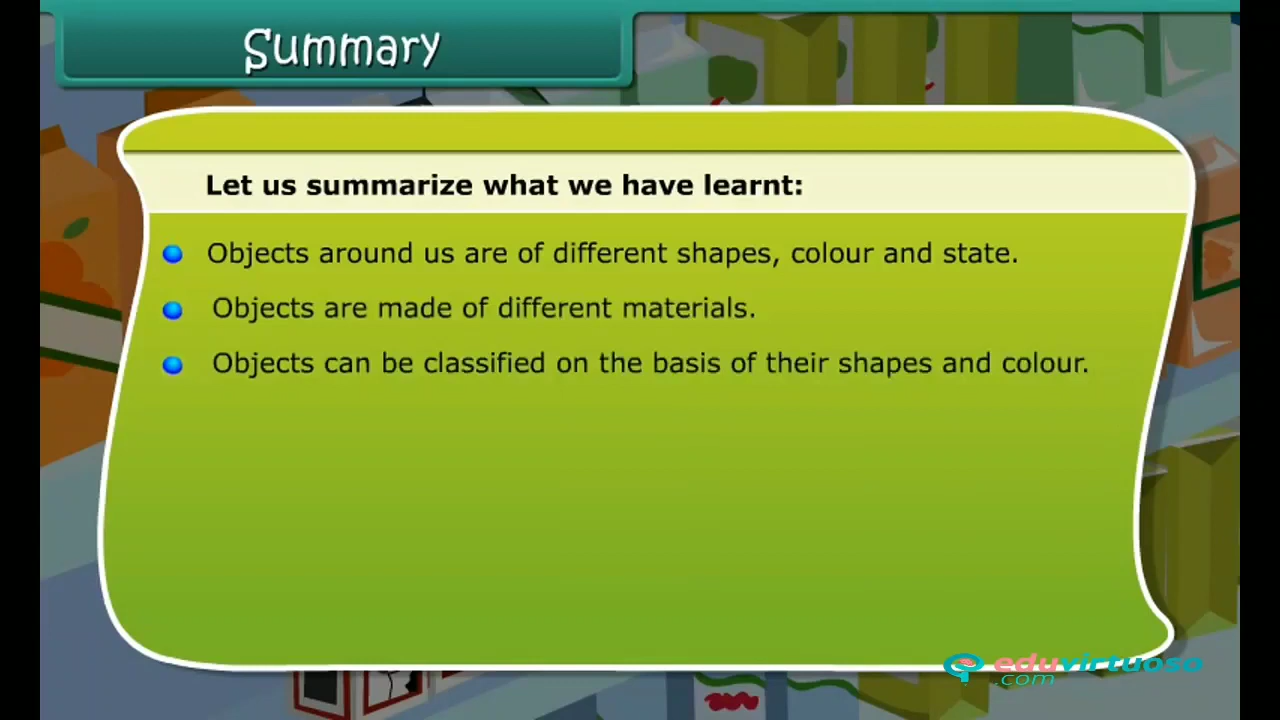 Summary
Let us summarize what we have learnt:
Objects around us are of different shapes, colour and state.
Objects are made of different materials.
Objects can be classified on the basis of their shapes and colour.
eduvirtuoso
.com